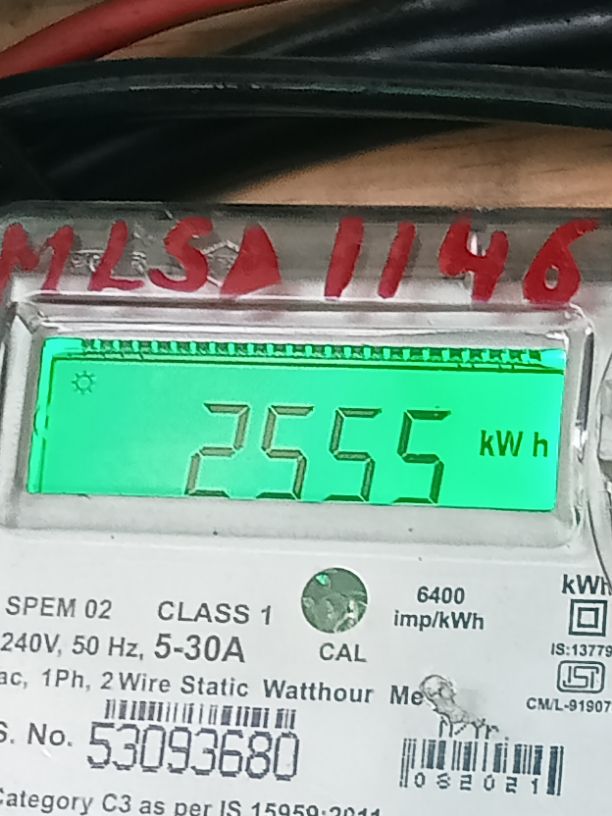 MLSD 1146
2555 kWh
SPEM 02 CLASS 1
6400
imp/kWh
kWh
240V, 50 Hz, 5-30A
CAL
IS:13779
ac, 1Ph, 2 Wire Static Watthour Me
CM/L-91907
S. No. 53093680
M/Yr.
082021
Category C3 as per IS 15959:2011